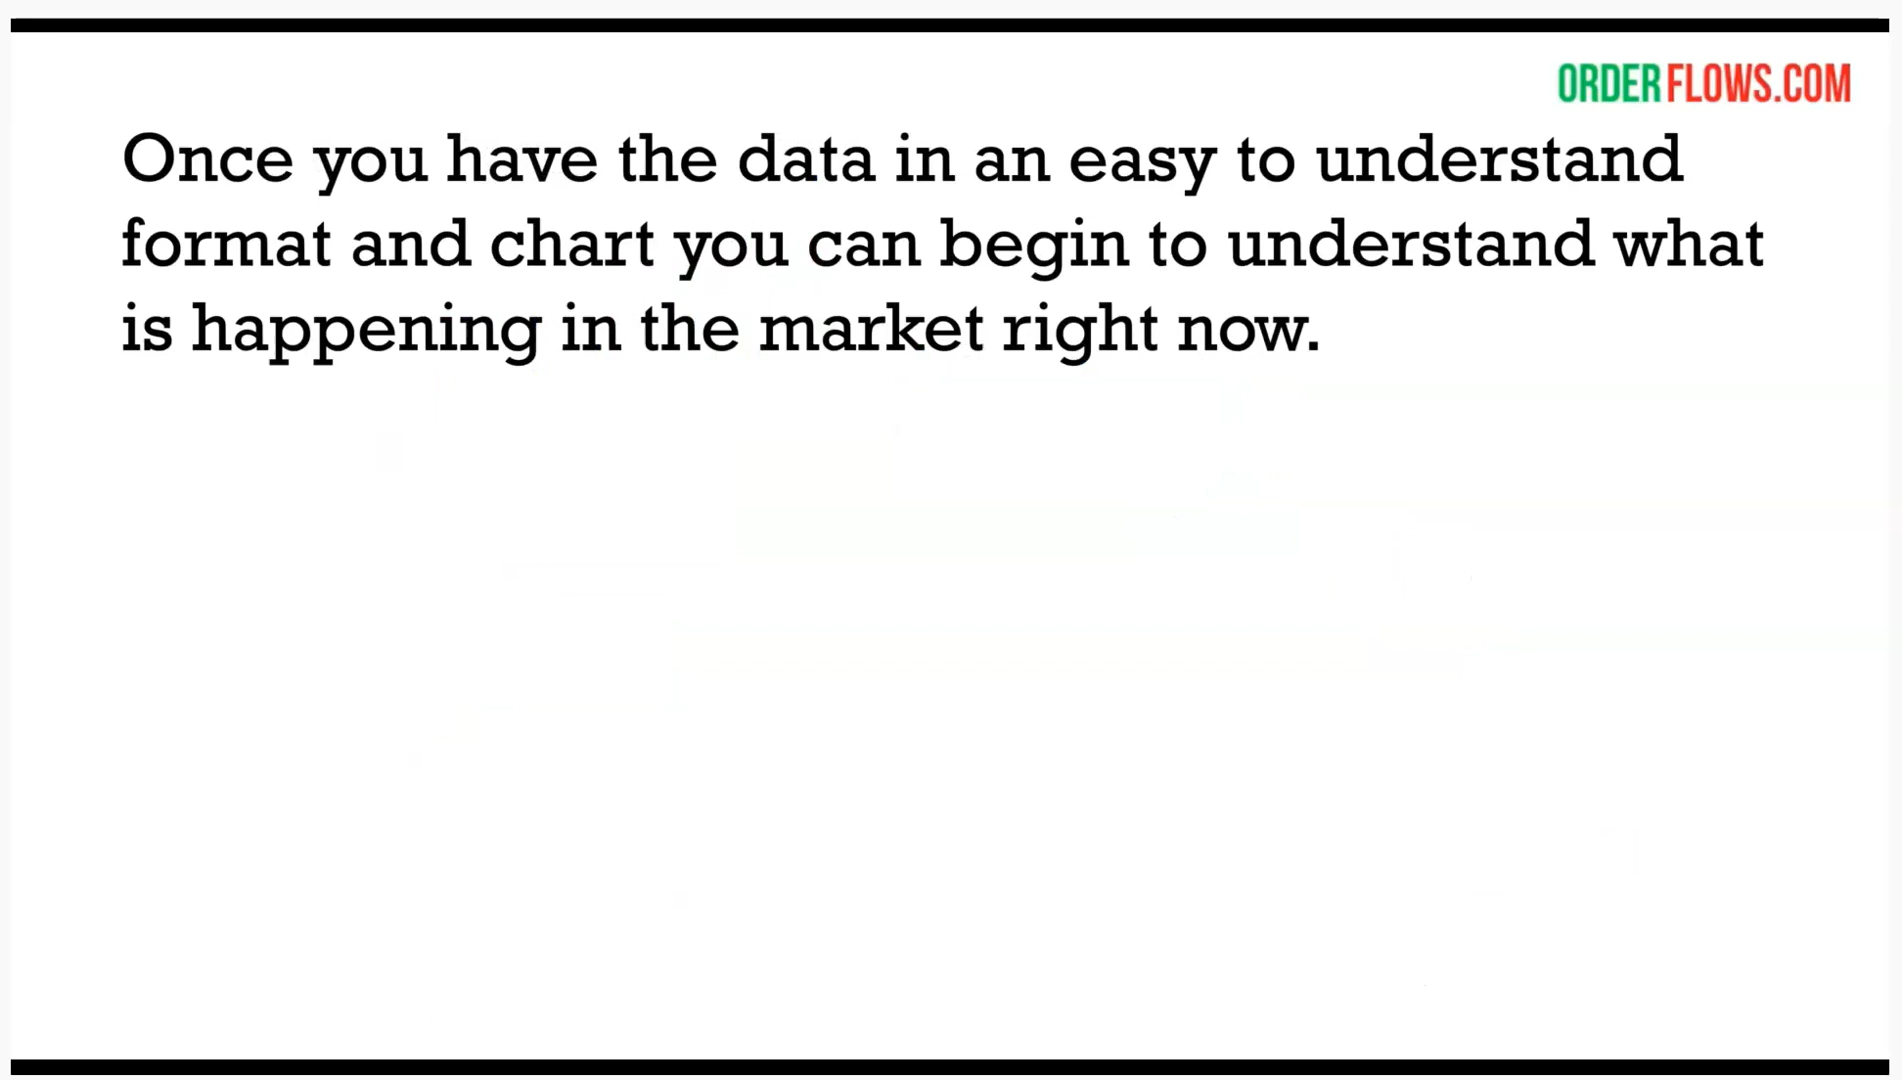 ORDERFLOWS.COM
Once you have the data in an easy to understand
format and chart you can begin to understand what
is happening in the market right now.